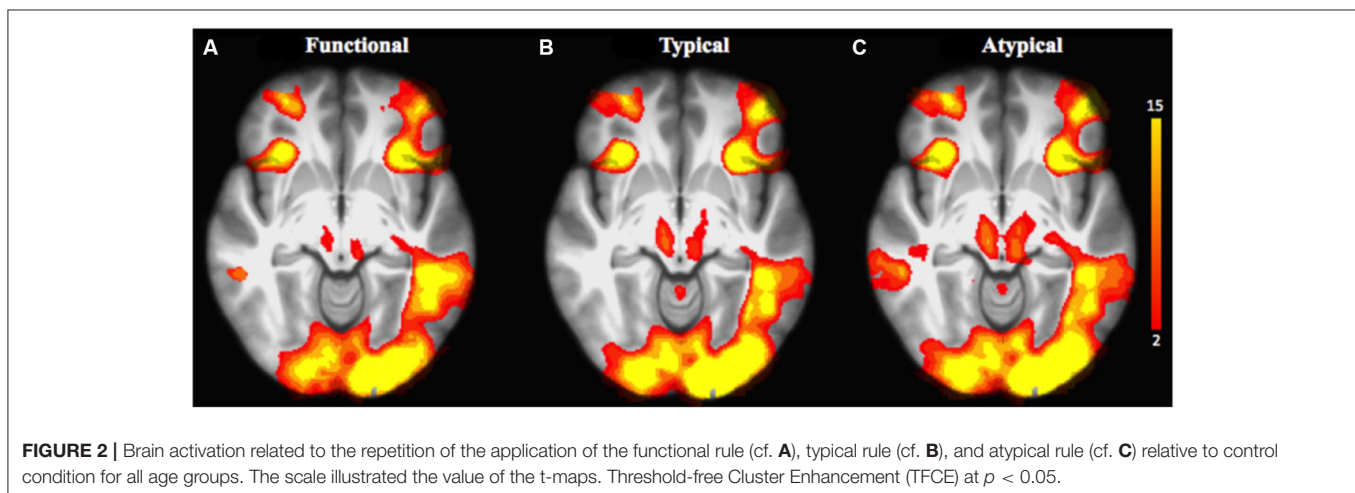 A Functional B Typical C Atypical
15
2
FIGURE 2 | Brain activation related to the repetition of the application of the functional rule (cf. A), typical rule (cf. B), and atypical rule (cf. C) relative to control
condition for all age groups. The scale illustrated the value of the t-maps. Threshold-free Cluster Enhancement (TFCE) at p < 0.05.